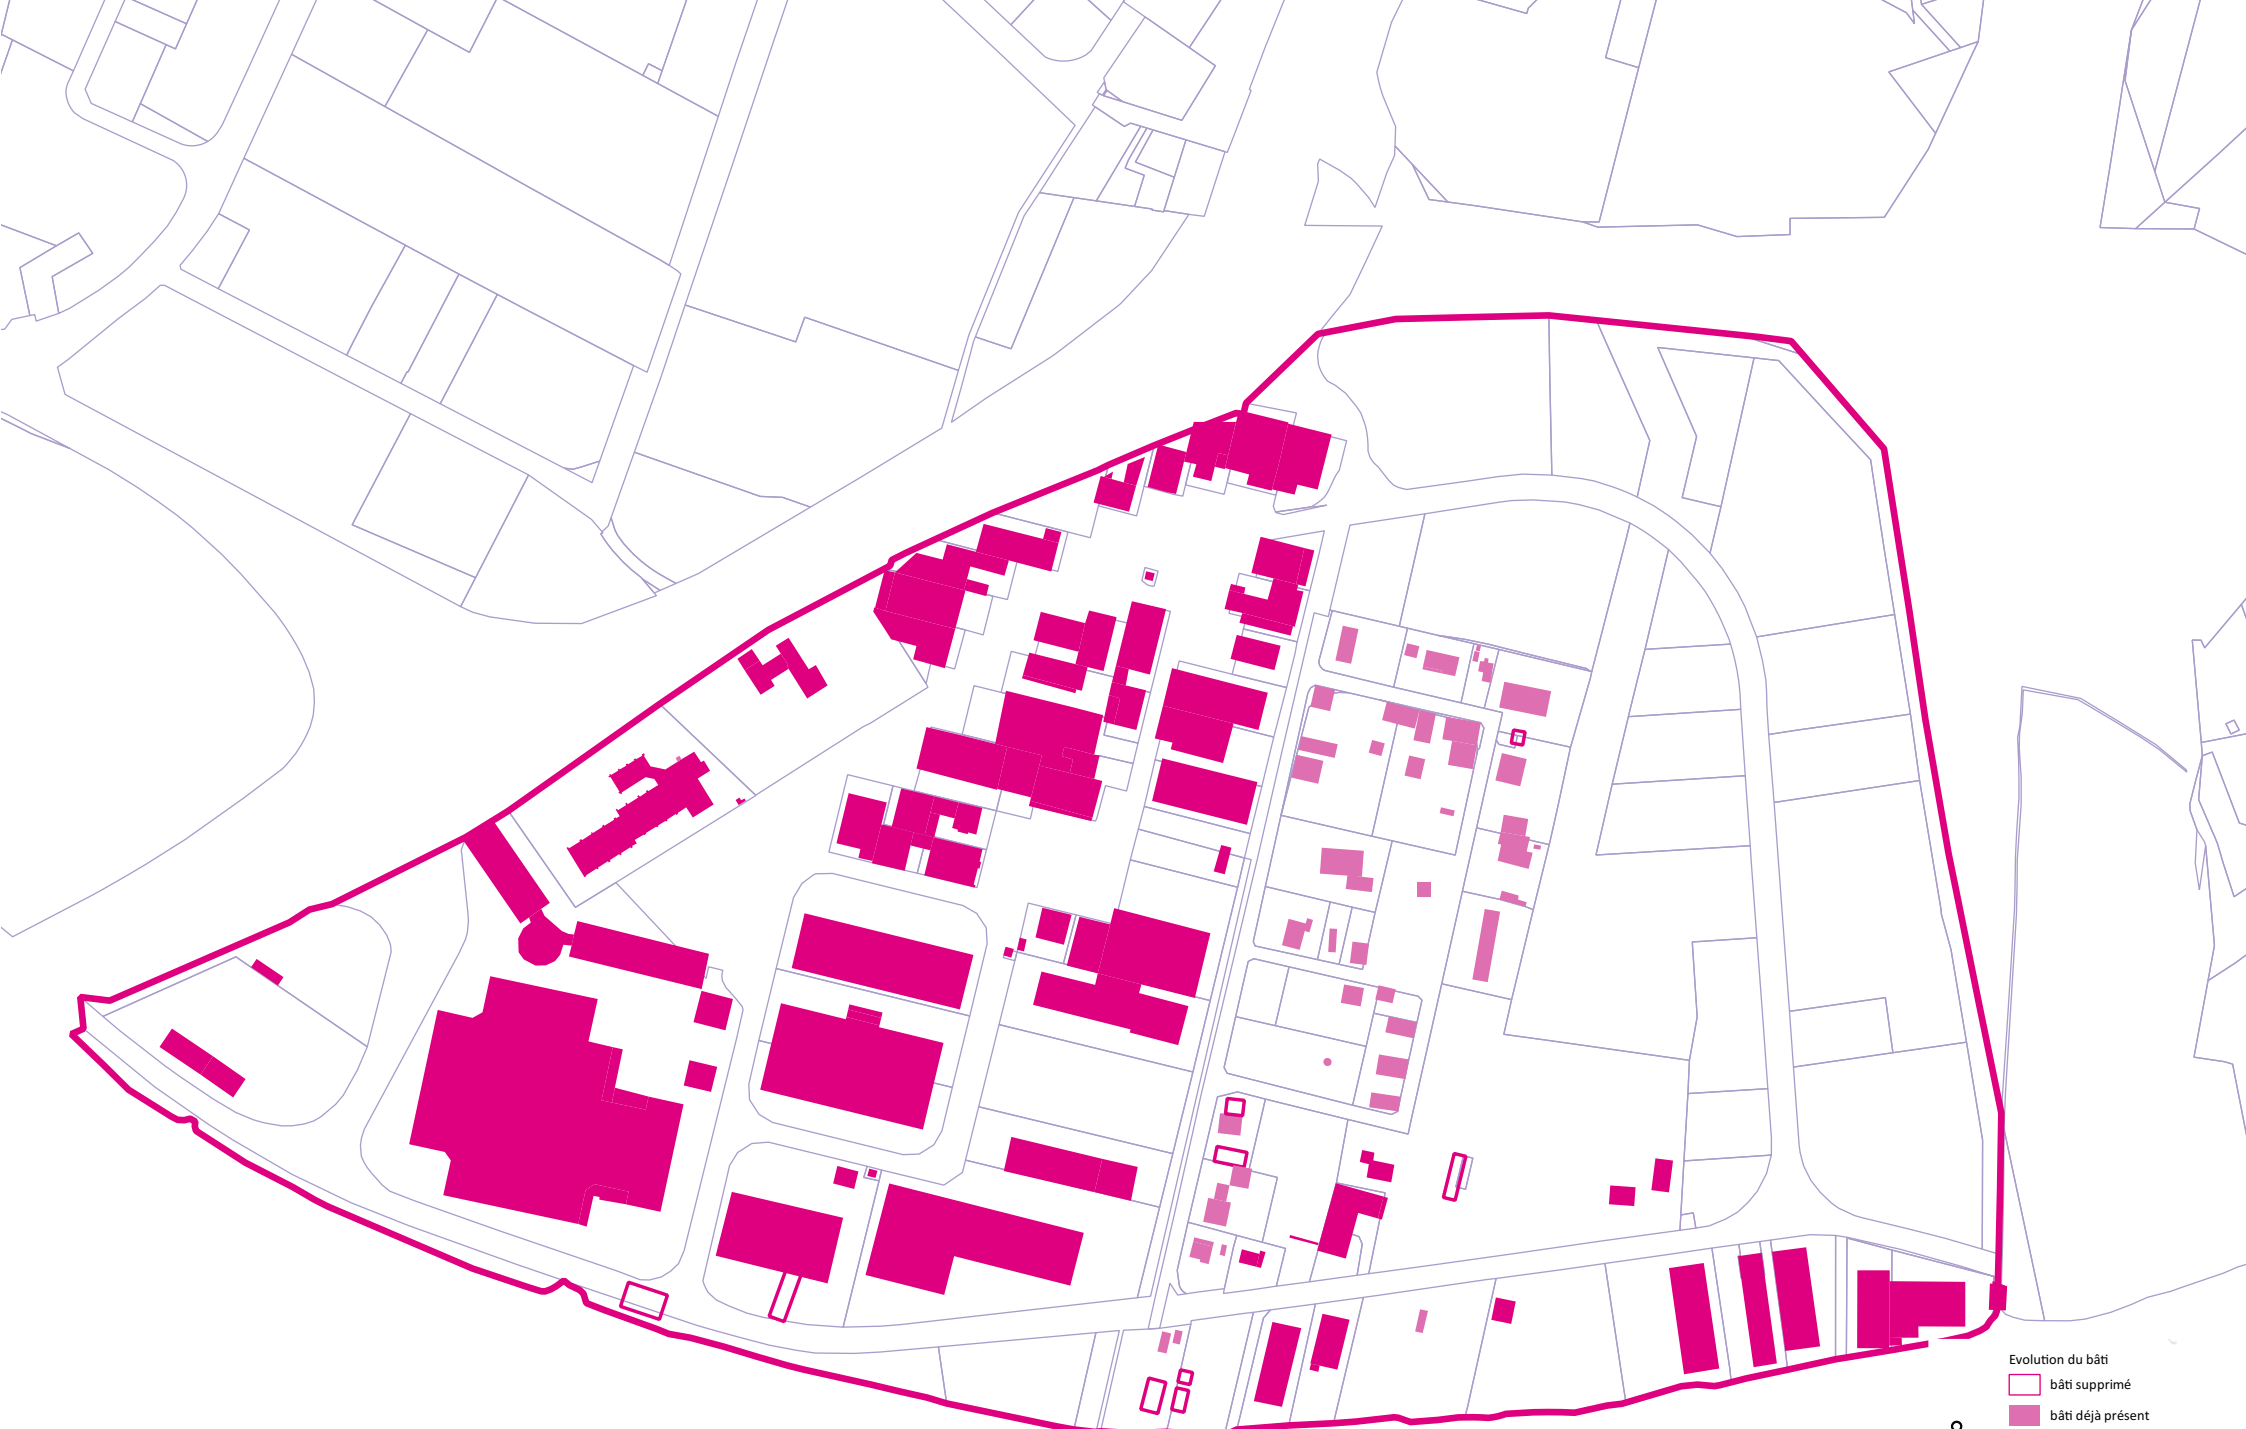 Evolution du bâti
bâti supprimé
bâti déjà présent